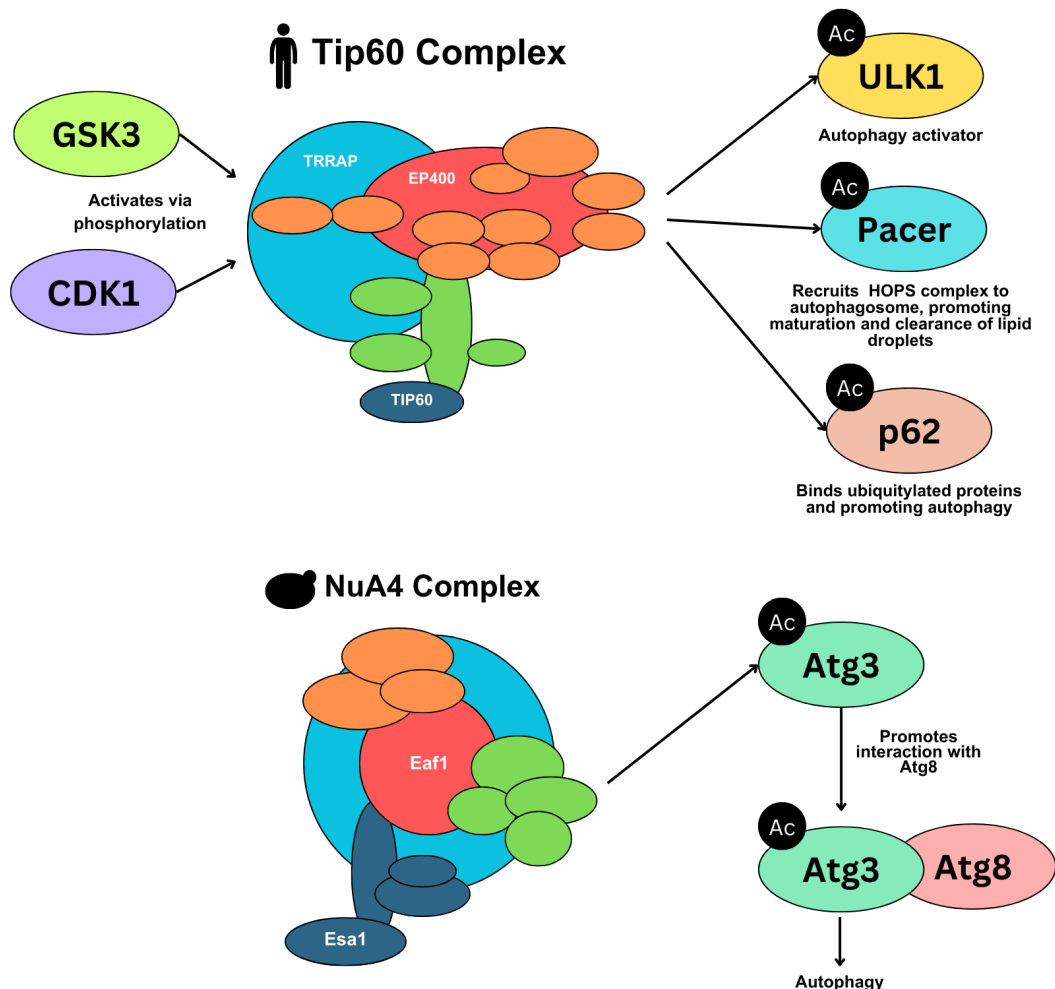 Tip60 Complex
GSK3
Activates via
phosphorylation
CDK1
TRRAP
EP400
TIP60
Ac
ULK1
Autophagy activator
Ac
Pacer
Recruits HOPS complex to
autophagosome, promoting
maturation and clearance of lipid
droplets
Ac
p62
Binds ubiquitylated proteins
and promoting autophagy
NuA4 Complex
Eaf1
Esa1
Ac
Atg3
Promotes
interaction with
Atg8
Ac
Atg3
Atg8
Autophagy